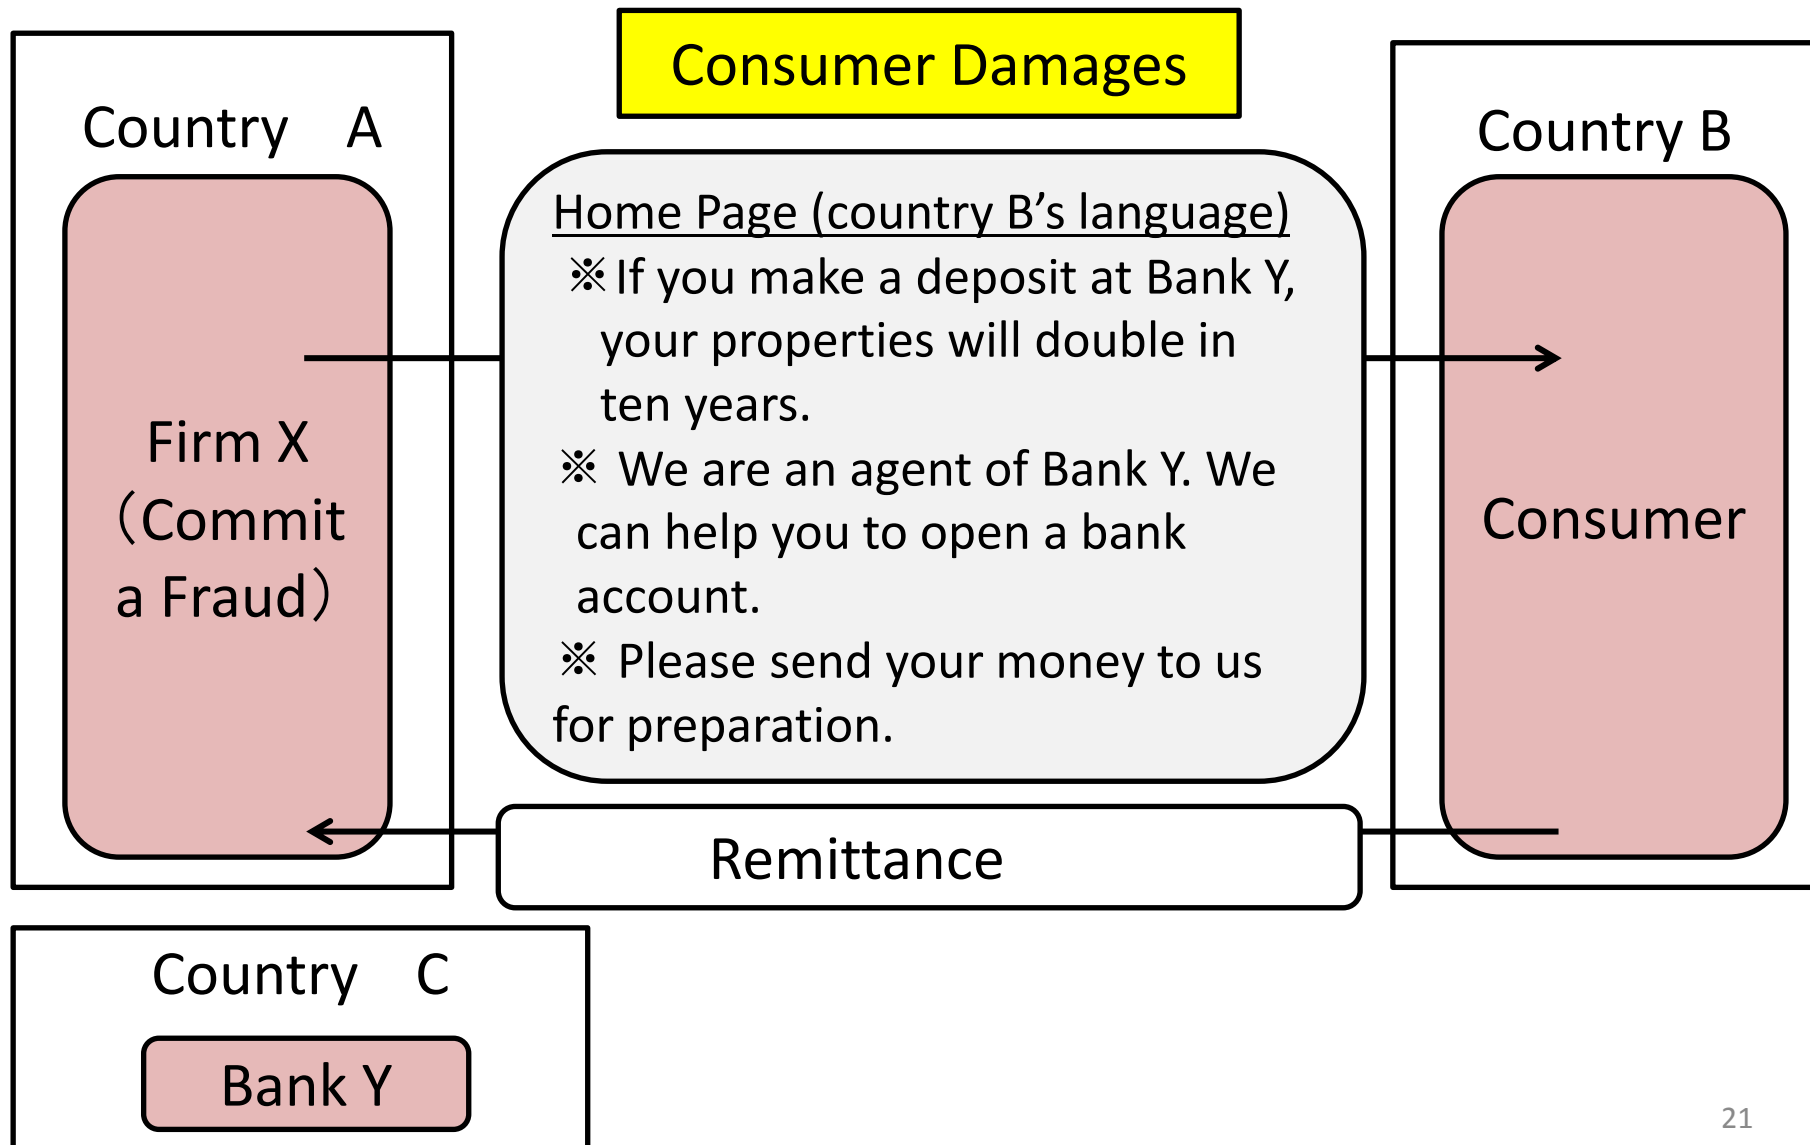 Consumer Damages
Country　A
Firm X
（Commit
a Fraud）
Home Page (country B’s language)
※If you make a deposit at Bank Y,
your properties will double in
ten years.
※ We are an agent of Bank Y. We
can help you to open a bank
account.
※ Please send your money to us
for preparation.
Country B
Consumer
Remittance
Country　C
Bank Y
21